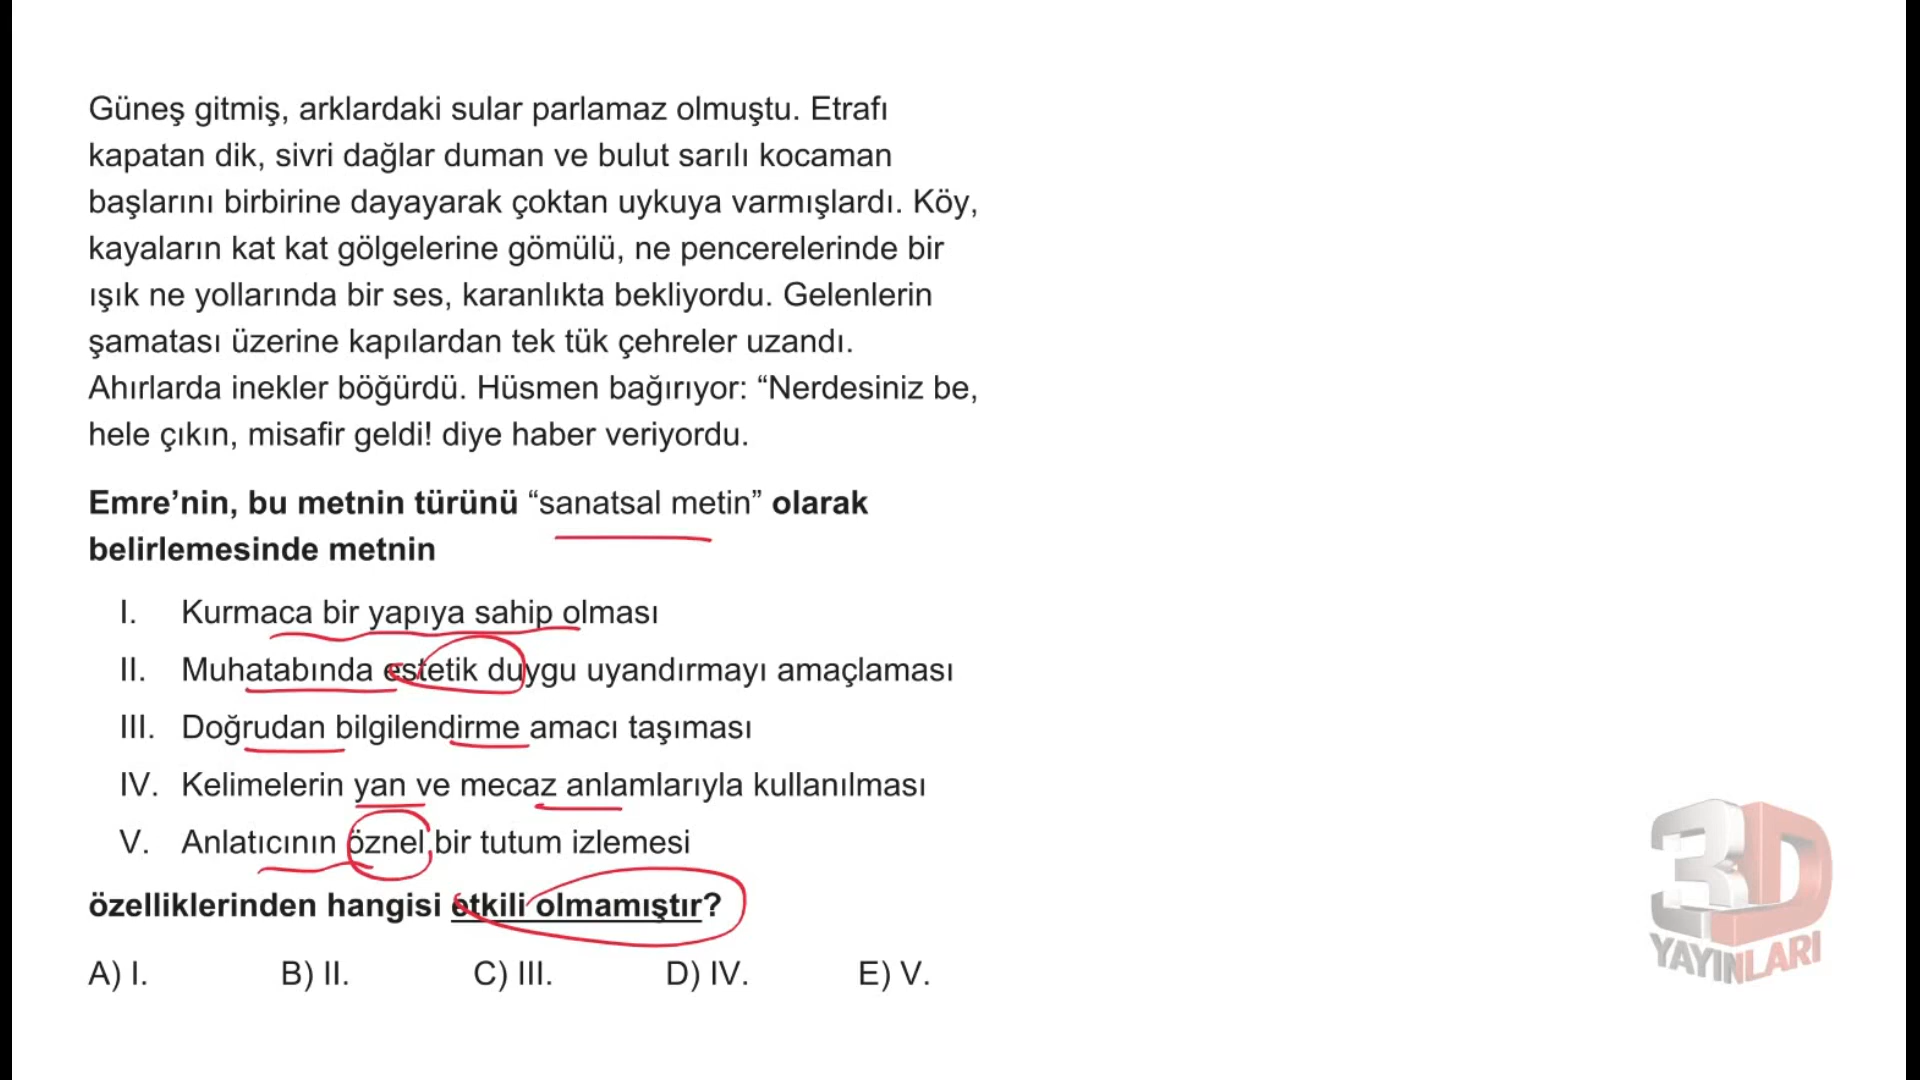 Güneş gitmiş, arklardaki sular parlamaz olmuştu. Etrafı
kapatan dik, sivri dağlar duman ve bulut sarılı kocaman
başlarını birbirine dayayarak çoktan uykuya varmışlardı. Köy,
kayaların kat kat gölgelerine gömülü, ne pencerelerinde bir
ışık ne yollarında bir ses, karanlıkta bekliyordu. Gelenlerin
şamatası üzerine kapılardan tek tük çehreler uzandı.
Ahırlarda inekler böğürdü. Hüsmen bağırıyor: “Nerdesiniz be,
hele çıkın, misafir geldi! diye haber veriyordu.
Emre’nin, bu metnin türünü “sanatsal metin” olarak
belirlemesinde metnin
I. Kurmaca bir yapıya sahip olması
II. Muhatabında estetik duygu uyandırmayı amaçlaması
III. Doğrudan bilgilendirme amacı taşıması
IV. Kelimelerin yan ve mecaz anlamlarıyla kullanılması
V. Anlatıcının öznel bir tutum izlemesi
özelliklerinden hangisi etkili olmamıştır?
A) I. B) II. C) III. D) IV. E) V.
3D
YAYINLARI